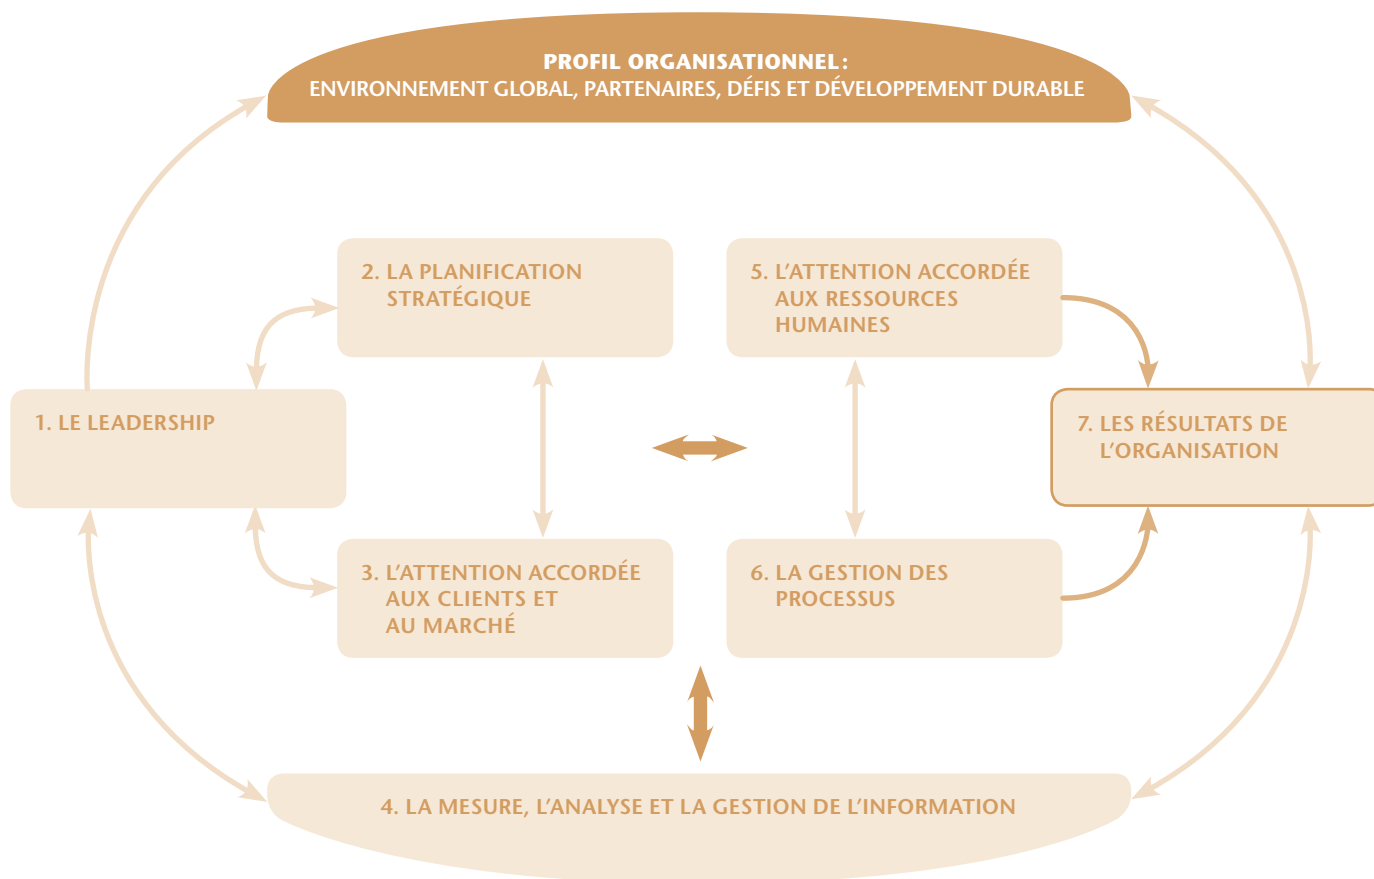 PROFIL ORGANISATIONNEL :
ENVIRONNEMENT GLOBAL, PARTENAIRES, DÉFIS ET DÉVELOPPEMENT DURABLE
1. LE LEADERSHIP
2. LA PLANIFICATION
STRATÉGIQUE
3. L’ATTENTION ACCORDÉE
AUX CLIENTS ET
AU MARCHÉ
5. L’ATTENTION ACCORDÉE
AUX RESSOURCES
HUMAINES
6. LA GESTION DES
PROCESSUS
7. LES RÉSULTATS DE
L’ORGANISATION
4. LA MESURE, L’ANALYSE ET LA GESTION DE L’INFORMATION